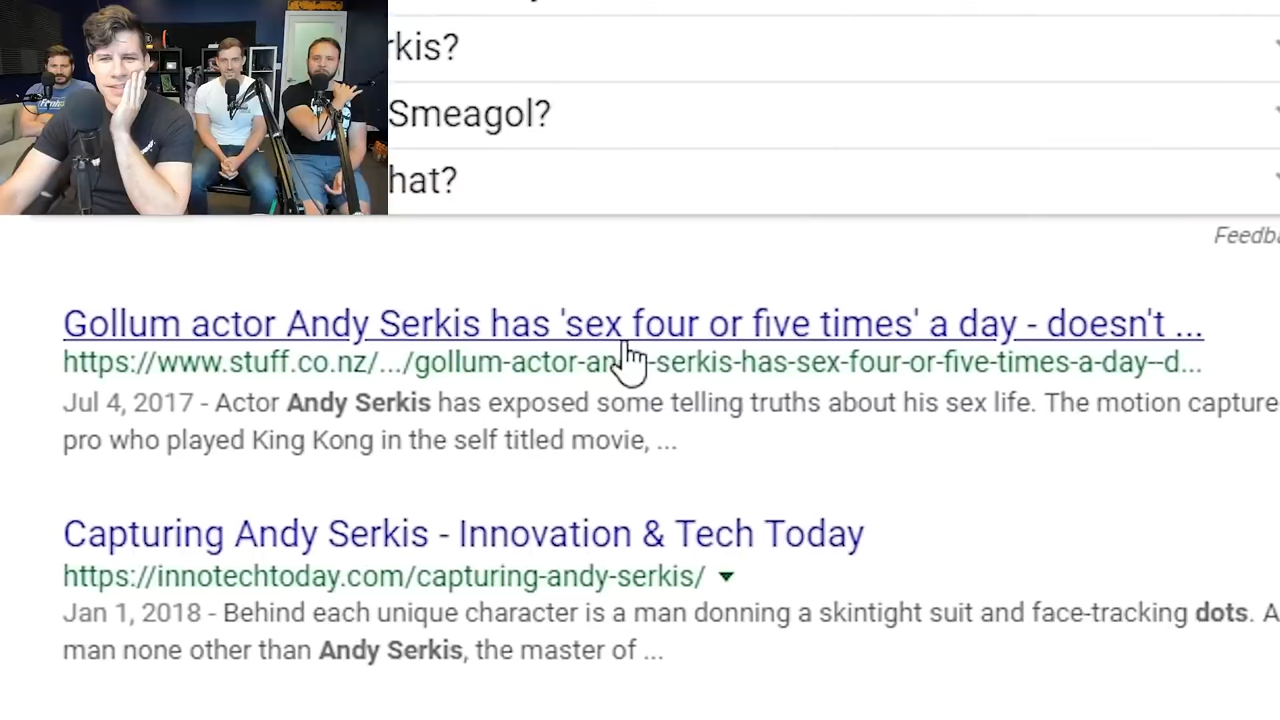 rkis?
Smeagol?
hat?
Feedba
Gollum actor Andy Serkis has 'sex four or five times' a day - doesn't ...
https://www.stuff.co.nz/.../gollum-actor-an -serkis-has-sex-four-or-five-times-a-day--d...
Jul 4, 2017 - Actor Andy Serkis has exposed some telling truths about his sex life. The motion capture
pro who played King Kong in the self titled movie, ...
Capturing Andy Serkis - Innovation & Tech Today
https://innotechtoday.com/capturing-andy-serkis/
Jan 1, 2018 - Behind each unique character is a man donning a skintight suit and face-tracking dots. A
man none other than Andy Serkis, the master of ...